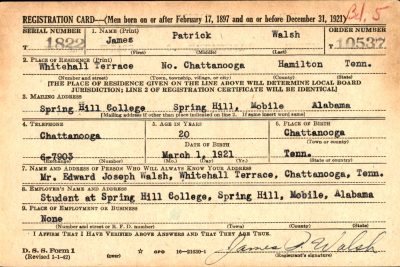 REGISTRATION CARD—(Men born on or after February 17, 1897 and on or before December 31, 1921) Bd. 5
SERIAL NUMBER 1. NAME (Print) ORDER NUMBER
T 1822 James Patrick Walsh T 10537
(First) (Middle) (Last)
2. PLACE OF RESIDENCE (Print)
Whitehall Terrace No. Chattanooga Hamilton Tenn.
(Number and street) (Town, township, village, or city) (County) (State)
[THE PLACE OF RESIDENCE GIVEN ON THE LINE ABOVE WILL DETERMINE LOCAL BOARD
JURISDICTION; LINE 2 OF REGISTRATION CERTIFICATE WILL BE IDENTICAL]
3. MAILING ADDRESS
Spring Hill College Spring Hill, Mobile Alabama
[Mailing address if other than place indicated on line 2. If same insert word same]
4. TELEPHONE 5. AGE IN YEARS 6. PLACE OF BIRTH
Chattanooga 20 Chattanooga
DATE OF BIRTH (Town or county)
6-7903 March 1, 1921 Tenn.
(Exchange) (Number) (Mo.) (Day) (Yr.) (State or country)
7. NAME AND ADDRESS OF PERSON WHO WILL ALWAYS KNOW YOUR ADDRESS
Mr. Edward Joseph Walsh, Whitehall Terrace, Chattanooga, Tenn.
8. EMPLOYER'S NAME AND ADDRESS
Student at Spring Hill College, Spring Hill, Mobile, Alabama
9. PLACE OF EMPLOYMENT OR BUSINESS
None
(Number and street or R. F. D. number) (Town) (County) (State)
I AFFIRM THAT I HAVE VERIFIED ABOVE ANSWERS AND THAT THEY ARE TRUE.
D. S. S. Form 1
(Revised 1-1-42) (over) GPO 16—21630-1 James P. Walsh
(Registrant's signature)